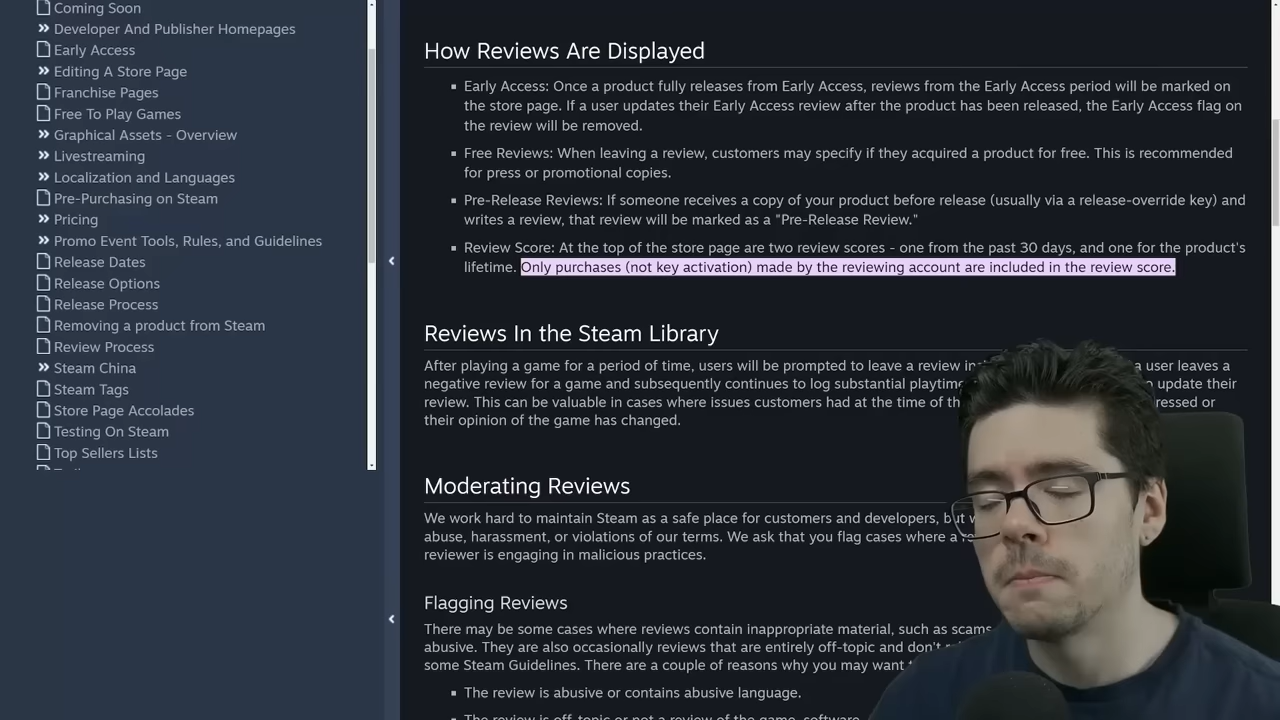 Coming Soon
Developer And Publisher Homepages
Early Access
Editing A Store Page
Franchise Pages
Free To Play Games
Graphical Assets - Overview
Livestreaming
Localization and Languages
Pre-Purchasing on Steam
Pricing
Promo Event Tools, Rules, and Guidelines
Release Dates
Release Options
Release Process
Removing a product from Steam
Review Process
Steam China
Steam Tags
Store Page Accolades
Testing On Steam
Top Sellers Lists
How Reviews Are Displayed
Early Access: Once a product fully releases from Early Access, reviews from the Early Access period will be marked on
the store page. If a user updates their Early Access review after the product has been released, the Early Access flag on
the review will be removed.
Free Reviews: When leaving a review, customers may specify if they acquired a product for free. This is recommended
for press or promotional copies.
Pre-Release Reviews: If someone receives a copy of your product before release (usually via a release-override key) and
writes a review, that review will be marked as a "Pre-Release Review."
Review Score: At the top of the store page are two review scores - one from the past 30 days, and one for the product's
lifetime. Only purchases (not key activation) made by the reviewing account are included in the review score.
Reviews In the Steam Library
After playing a game for a period of time, users will be prompted to leave a review a user leaves a
negative review for a game and subsequently continues to log substantial playtime, update their
review. This can be valuable in cases where issues customers had at the time of or
their opinion of the game has changed.
Moderating Reviews
We work hard to maintain Steam as a safe place for customers and developers, but
abuse, harassment, or violations of our terms. We ask that you flag cases where a
reviewer is engaging in malicious practices.
Flagging Reviews
There may be some cases where reviews contain inappropriate material, such as scams
abusive. They are also occasionally reviews that are entirely off-topic and don't
some Steam Guidelines. There are a couple of reasons why you may want
The review is abusive or contains abusive language.
The review is off-topic or not a review of the game, software